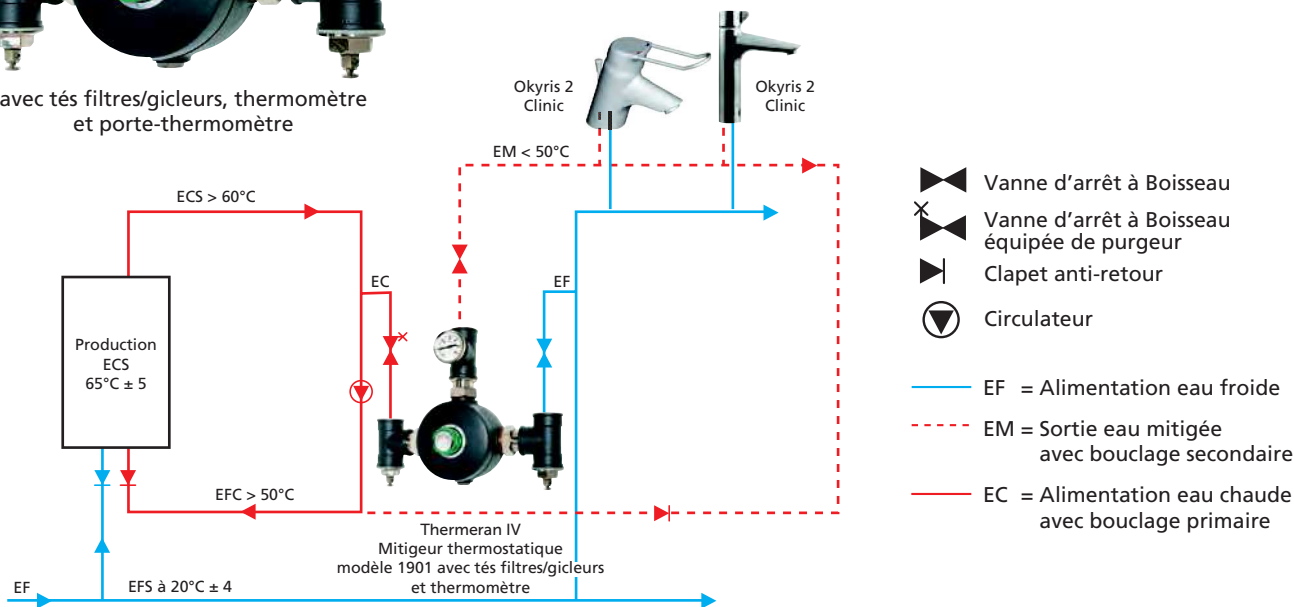 avec tés filtres/gicleurs, thermomètre
et porte-thermomètre
Okyris 2
Clinic
Okyris 2
Clinic
EM < 50°C
ECS > 60°C
EC
EF
Production
ECS
65°C ± 5
EFC > 50°C
Thermeran IV
Mitigeur thermostatique
modèle 1901 avec tés filtres/gicleurs
et thermomètre
EF
EFS à 20°C ± 4
Vanne d’arrêt à Boisseau
Vanne d’arrêt à Boisseau
équipée de purgeur
Clapet anti-retour
Circulateur
EF = Alimentation eau froide
EM = Sortie eau mitigée
avec bouclage secondaire
EC = Alimentation eau chaude
avec bouclage primaire